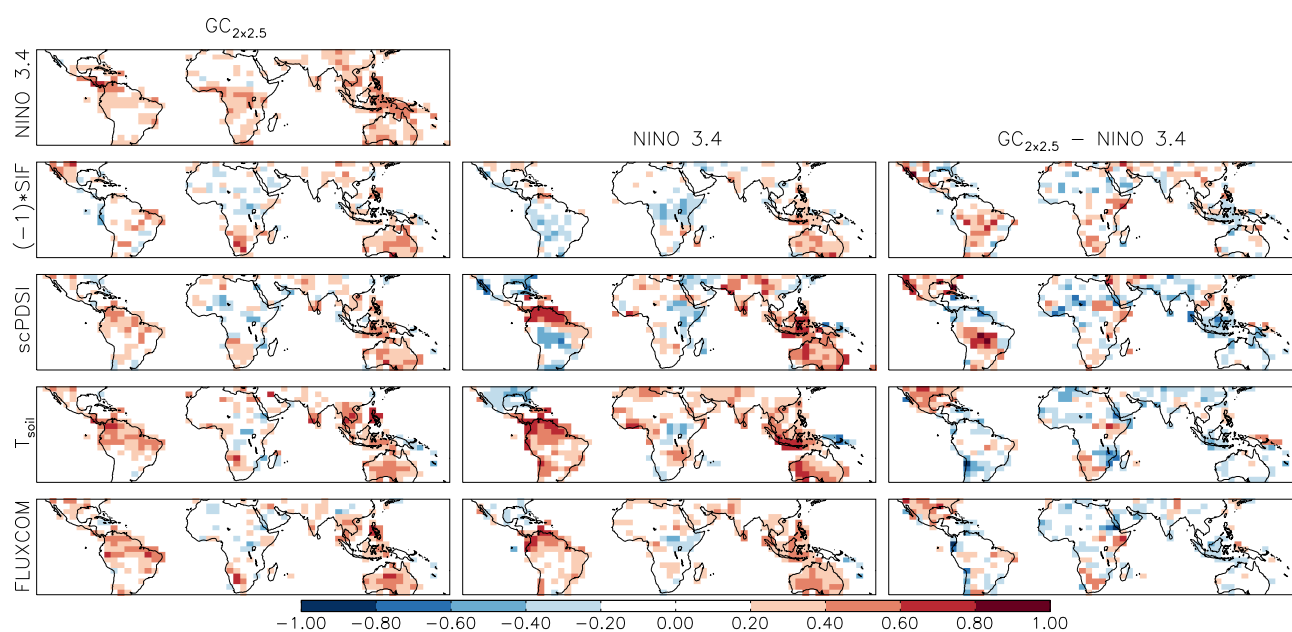 GC2x2.5
NINO 3.4
NINO 3.4
GC2x2.5 − NINO 3.4
(−1)*SIF
scPDSI
Tsoil
FLUXCOM
−1.00 −0.80 −0.60 −0.40 −0.20 0.00 0.20 0.40 0.60 0.80 1.00